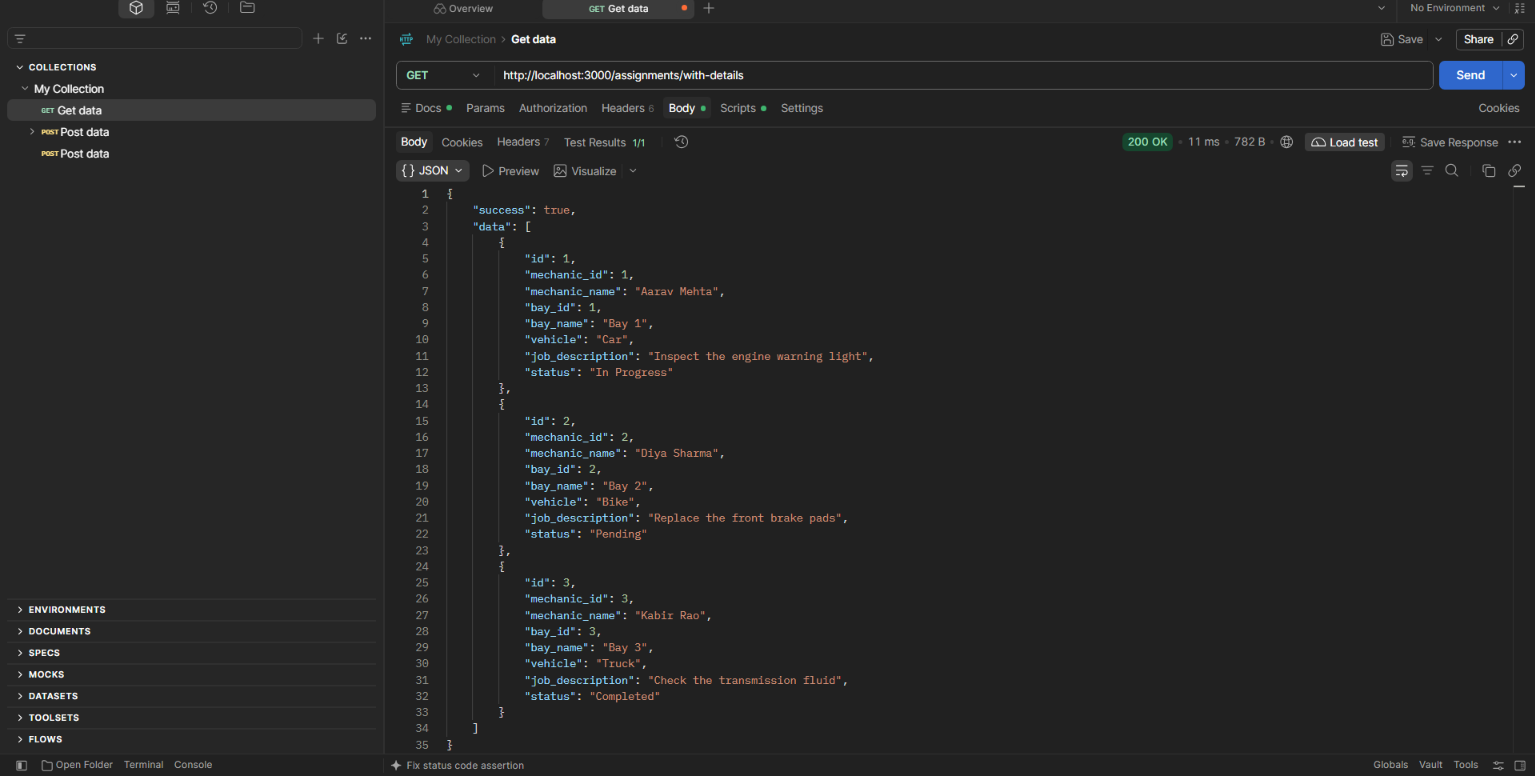 Overview
GET Get data
No Environment
My Collection > Get data
Save
Share
COLLECTIONS
My Collection
GET Get data
POST Post data
POST Post data
GET
http://localhost:3000/assignments/with-details
Send
Docs
Params
Authorization
Headers 6
Body
Scripts
Settings
Cookies
Body
Cookies
Headers 7
Test Results 1/1
200 OK
11 ms
782 B
Load test
e.g. Save Response
{ } JSON
Preview
Visualize
1 {
2 "success": true,
3 "data": [
4 {
5 "id": 1,
6 "mechanic_id": 1,
7 "mechanic_name": "Aarav Mehta",
8 "bay_id": 1,
9 "bay_name": "Bay 1",
10 "vehicle": "Car",
11 "job_description": "Inspect the engine warning light",
12 "status": "In Progress"
13 },
14 {
15 "id": 2,
16 "mechanic_id": 2,
17 "mechanic_name": "Diya Sharma",
18 "bay_id": 2,
19 "bay_name": "Bay 2",
20 "vehicle": "Bike",
21 "job_description": "Replace the front brake pads",
22 "status": "Pending"
23 },
24 {
25 "id": 3,
26 "mechanic_id": 3,
27 "mechanic_name": "Kabir Rao",
28 "bay_id": 3,
29 "bay_name": "Bay 3",
30 "vehicle": "Truck",
31 "job_description": "Check the transmission fluid",
32 "status": "Completed"
33 }
34 ]
35 }
ENVIRONMENTS
DOCUMENTS
SPECS
MOCKS
DATASETS
TOOLSETS
FLOWS
Open Folder
Terminal
Console
Fix status code assertion
Globals
Vault
Tools